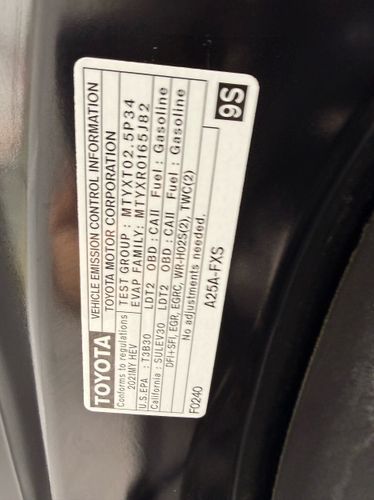 TOYOTA
VEHICLE EMISSION CONTROL INFORMATION
TOYOTA MOTOR CORPORATION
Conforms to regulations
2021MY HEV
TEST GROUP : MTYXT02.5P34
EVAP FAMILY: MTYXR0165J82
U.S.EPA : T3B30 LDT2 OBD : CAII Fuel : Gasoline
California : SULEV30 LDT2 OBD : CAII Fuel : Gasoline
DFI+SFI, EGR, EGRC, WR-HO2S(2), TWC(2)
No adjustments needed.
F0240
A25A-FXS
9S